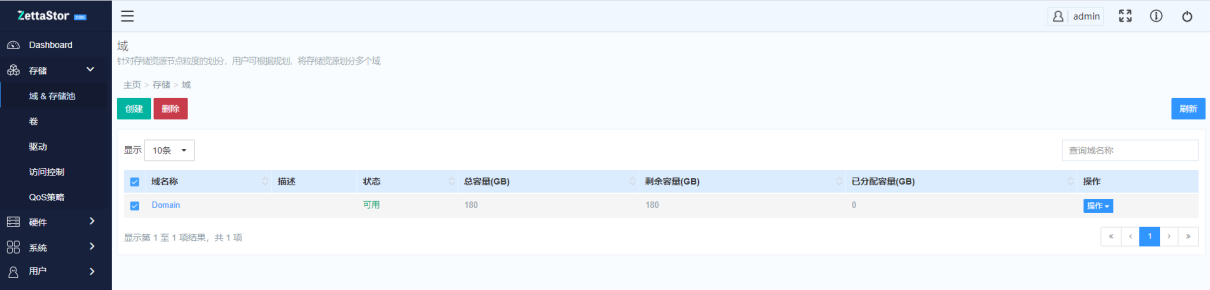 ZettaStor
admin
Dashboard
存储
域 & 存储池
卷
驱动
访问控制
QoS策略
硬件
系统
用户
域
针对存储资源节点粒度的划分，用户可根据规划，将存储资源划分多个域
主页 > 存储 > 域
创建 删除 刷新
显示 10条 查询域名称
域名称 描述 状态 总容量(GB) 剩余容量(GB) 已分配容量(GB) 操作
Domain 可用 180 180 0 操作
显示第 1 至 1 项结果，共 1 项
« ‹ 1 › »